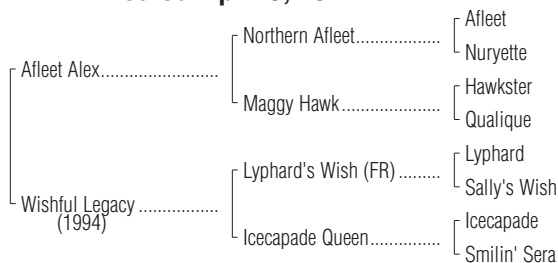 Afleet
Northern Afleet....................
Nuryette
Afleet Alex............................
Hawkster
Maggy Hawk.......................
Qualique
Lyphard
Lyphard's Wish (FR) .........
Sally's Wish
Wishful Legacy ...................
(1994)
Icecapade
Icecapade Queen................
Smilin' Sera